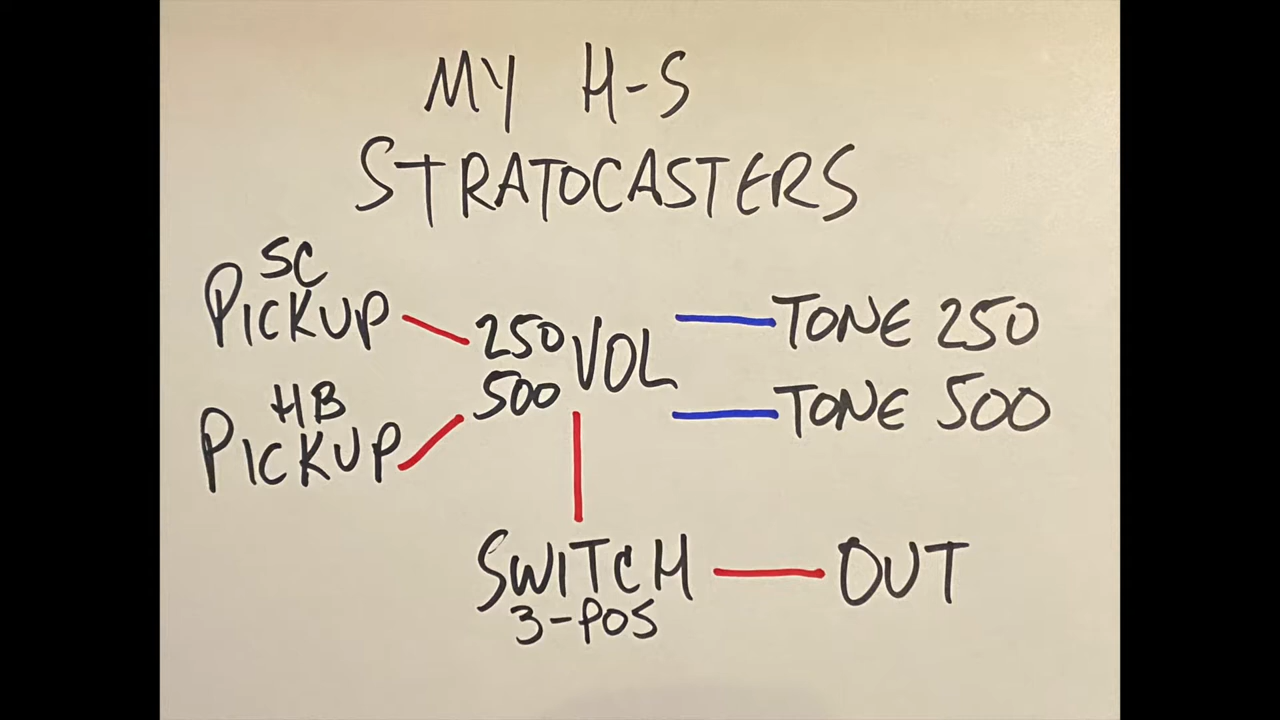 MY H-S
STRATOCASTERS
SC
PICKUP
250
500
VOL
TONE 250
HB
PICKUP
TONE 500
SWITCH
3-POS
OUT